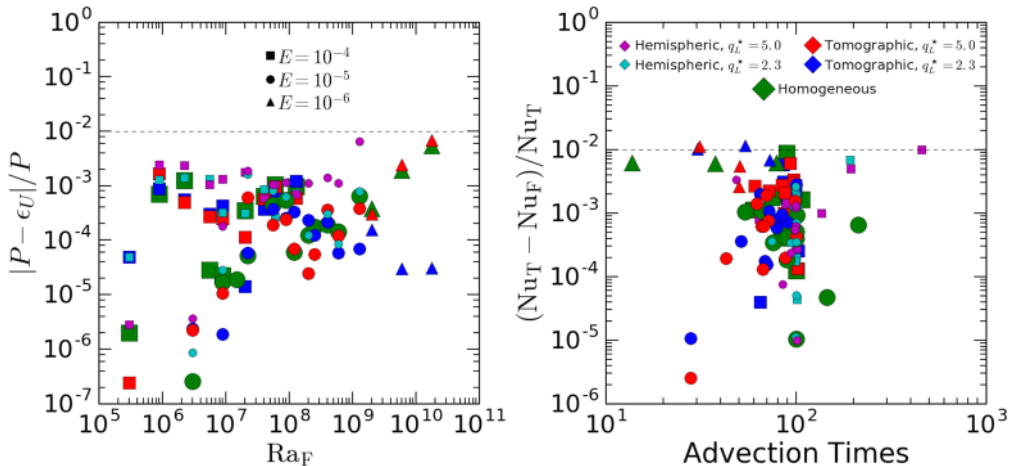 10^0
10^-1
10^-2
10^-3
10^-4
10^-5
10^-6
10^-7
|P − ϵ_U|/P
E = 10^-4
E = 10^-5
E = 10^-6
10^5 10^6 10^7 10^8 10^9 10^10 10^11
Ra_F
10^0
10^-1
10^-2
10^-3
10^-4
10^-5
10^-6
(Nu_T − Nu_F)/Nu_T
Hemispheric, q_L^⋆ = 5.0 Tomographic, q_L^⋆ = 5.0
Hemispheric, q_L^⋆ = 2.3 Tomographic, q_L^⋆ = 2.3
Homogeneous
10^1 10^2 10^3
Advection Times